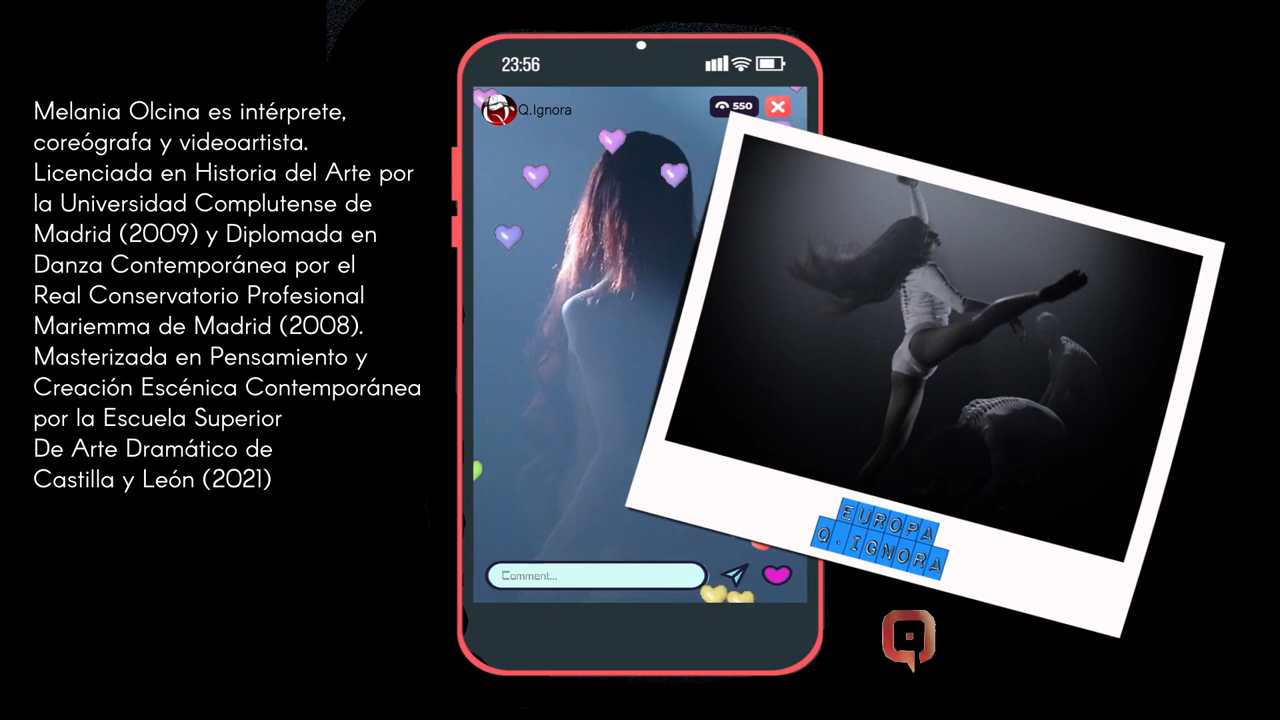 Melania Olcina es intérprete,
coreógrafa y videoartista.
Licenciada en Historia del Arte por
la Universidad Complutense de
Madrid (2009) y Diplomada en
Danza Contemporánea por el
Real Conservatorio Profesional
Mariemma de Madrid (2008).
Masterizada en Pensamiento y
Creación Escénica Contemporánea
por la Escuela Superior
De Arte Dramático de
Castilla y León (2021)
23:56
Q.Ignora
550
Comment...
EUROPA
Q.IGNORA